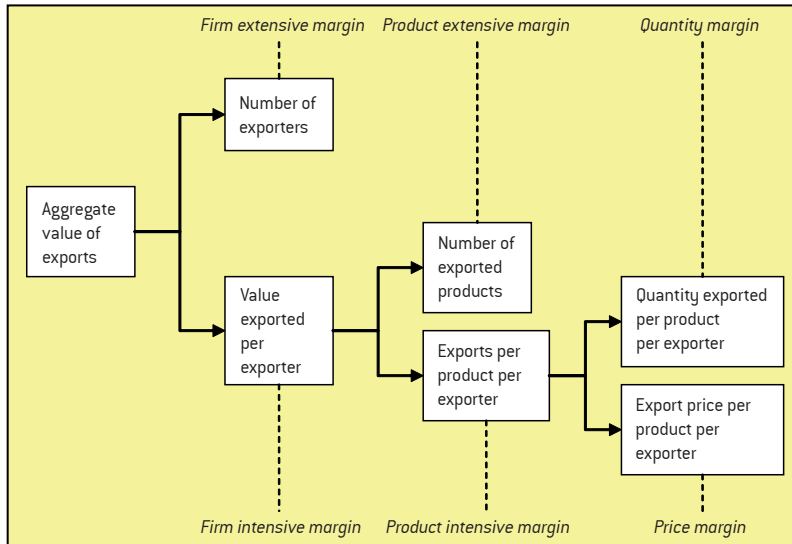 Firm extensive margin
Product extensive margin
Quantity margin
Number of
exporters
Aggregate
value of
exports
Number of
exported
products
Value
exported
per
exporter
Quantity exported
per product
per exporter
Exports per
product per
exporter
Export price per
product per
exporter
Firm intensive margin
Product intensive margin
Price margin